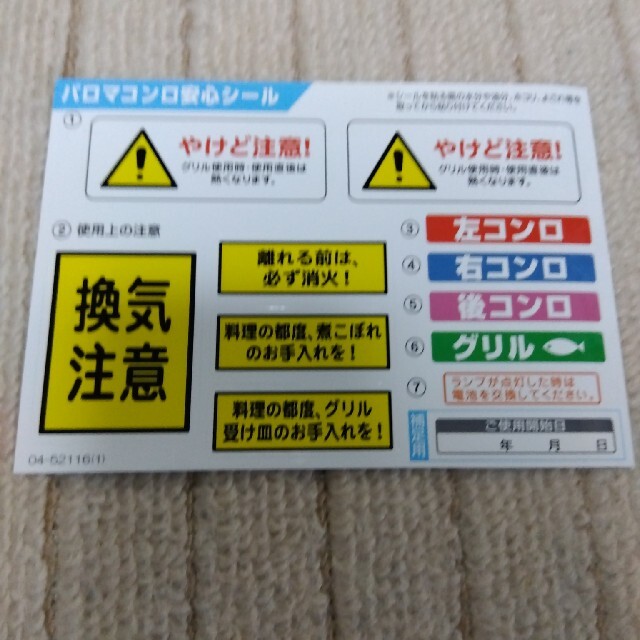 パロマコンロ安心シール
①
やけど注意!
グリル使用時・使用直後は
熱くなります。
やけど注意!
グリル使用時・使用直後は
熱くなります。
② 使用上の注意
換気
注意
離れる前は、
必ず消火!
料理の都度、煮こぼれ
のお手入れを!
料理の都度、グリル
受け皿のお手入れを!
③ 左コンロ
④ 右コンロ
⑤ 後コンロ
⑥ グリル
⑦ ランプが点灯した時は
電池を交換してください。
ご使用開始日
年 月 日
04-62116(1)